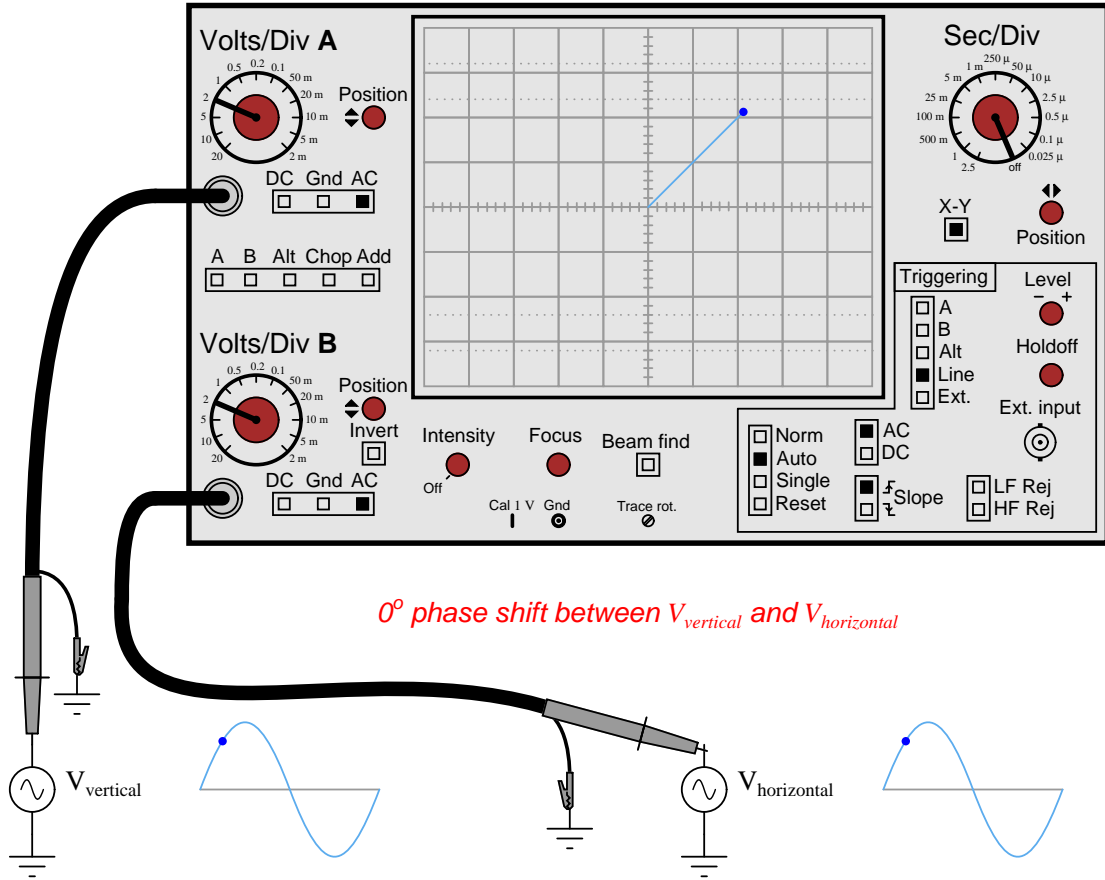 Volts/Div A
0.5 0.2 0.1
1 50 m
2 20 m
5 10 m
10 5 m
20 2 m
Position
DC Gnd AC
A B Alt Chop Add
Volts/Div B
0.5 0.2 0.1
1 50 m
2 20 m
5 10 m
10 5 m
20 2 m
Position
Invert
DC Gnd AC
Intensity
Off
Focus
Beam find
Cal 1 V Gnd
Trace rot.
Sec/Div
250 µ
1 m 50 µ
5 m 10 µ
25 m 2.5 µ
100 m 0.5 µ
500 m 0.1 µ
1 0.025 µ
2.5 off
X-Y
Position
Triggering
A
B
Alt
Line
Ext.
Level
− +
Holdoff
Ext. input
Norm
Auto
Single
Reset
AC
DC
Slope
LF Rej
HF Rej
0º phase shift between Vvertical and Vhorizontal
Vvertical
Vhorizontal